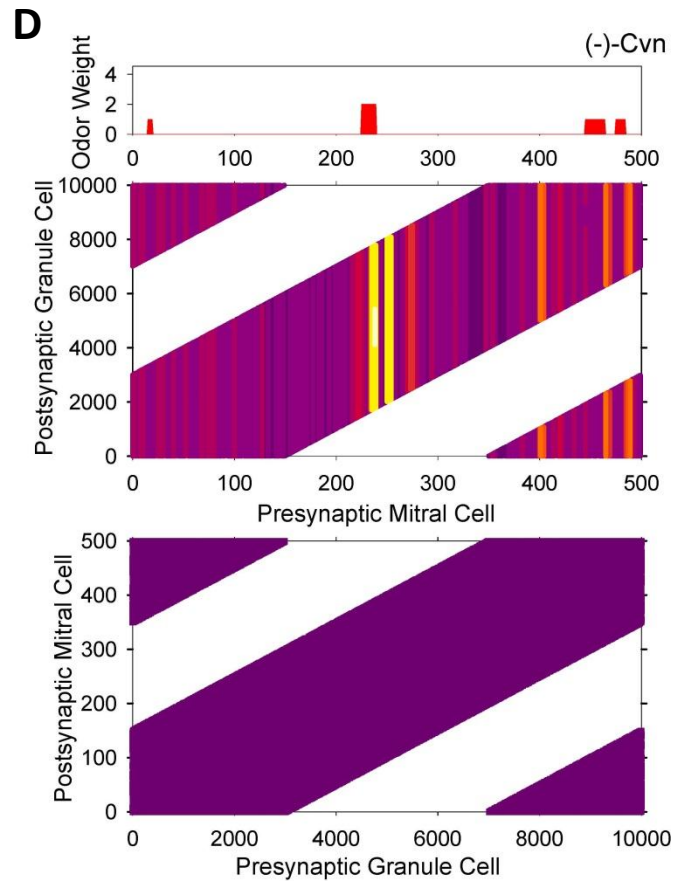 D
(-)-Cvn
Odor Weight
4
2
0
0 100 200 300 400 500
Postsynaptic Granule Cell
10000
8000
6000
4000
2000
0
0 100 200 300 400 500
Presynaptic Mitral Cell
Postsynaptic Mitral Cell
500
400
300
200
100
0
0 2000 4000 6000 8000 10000
Presynaptic Granule Cell